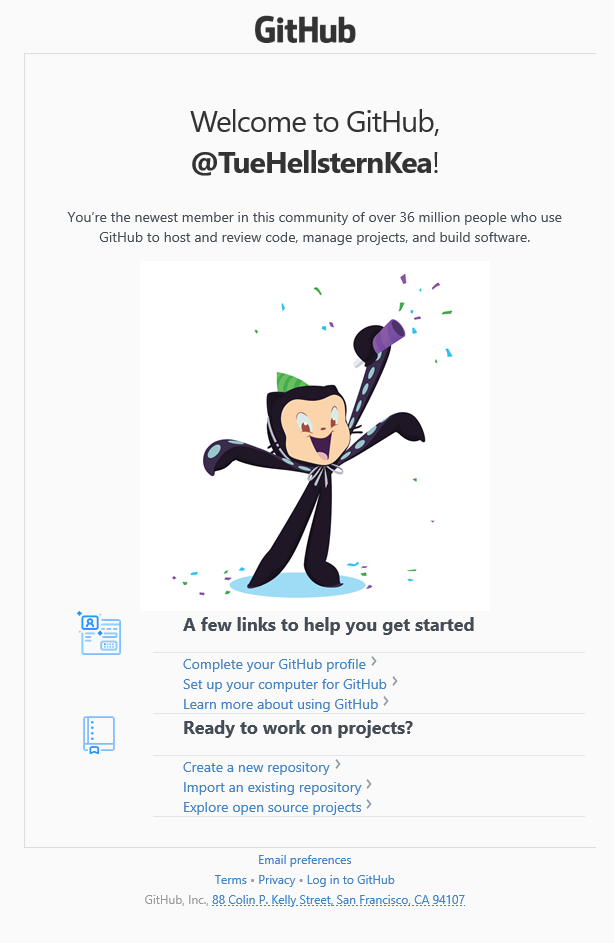 GitHub
Welcome to GitHub,
@TueHellsternKea!
You’re the newest member in this community of over 36 million people who use
GitHub to host and review code, manage projects, and build software.
A few links to help you get started
Complete your GitHub profile
Set up your computer for GitHub
Learn more about using GitHub
Ready to work on projects?
Create a new repository
Import an existing repository
Explore open source projects
Email preferences
Terms • Privacy • Log in to GitHub
GitHub, Inc., 88 Colin P. Kelly Street, San Francisco, CA 94107